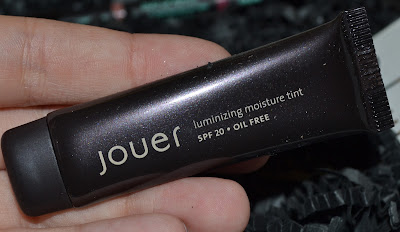 jouer
luminizing moisture tint
SPF 20 • OIL FREE